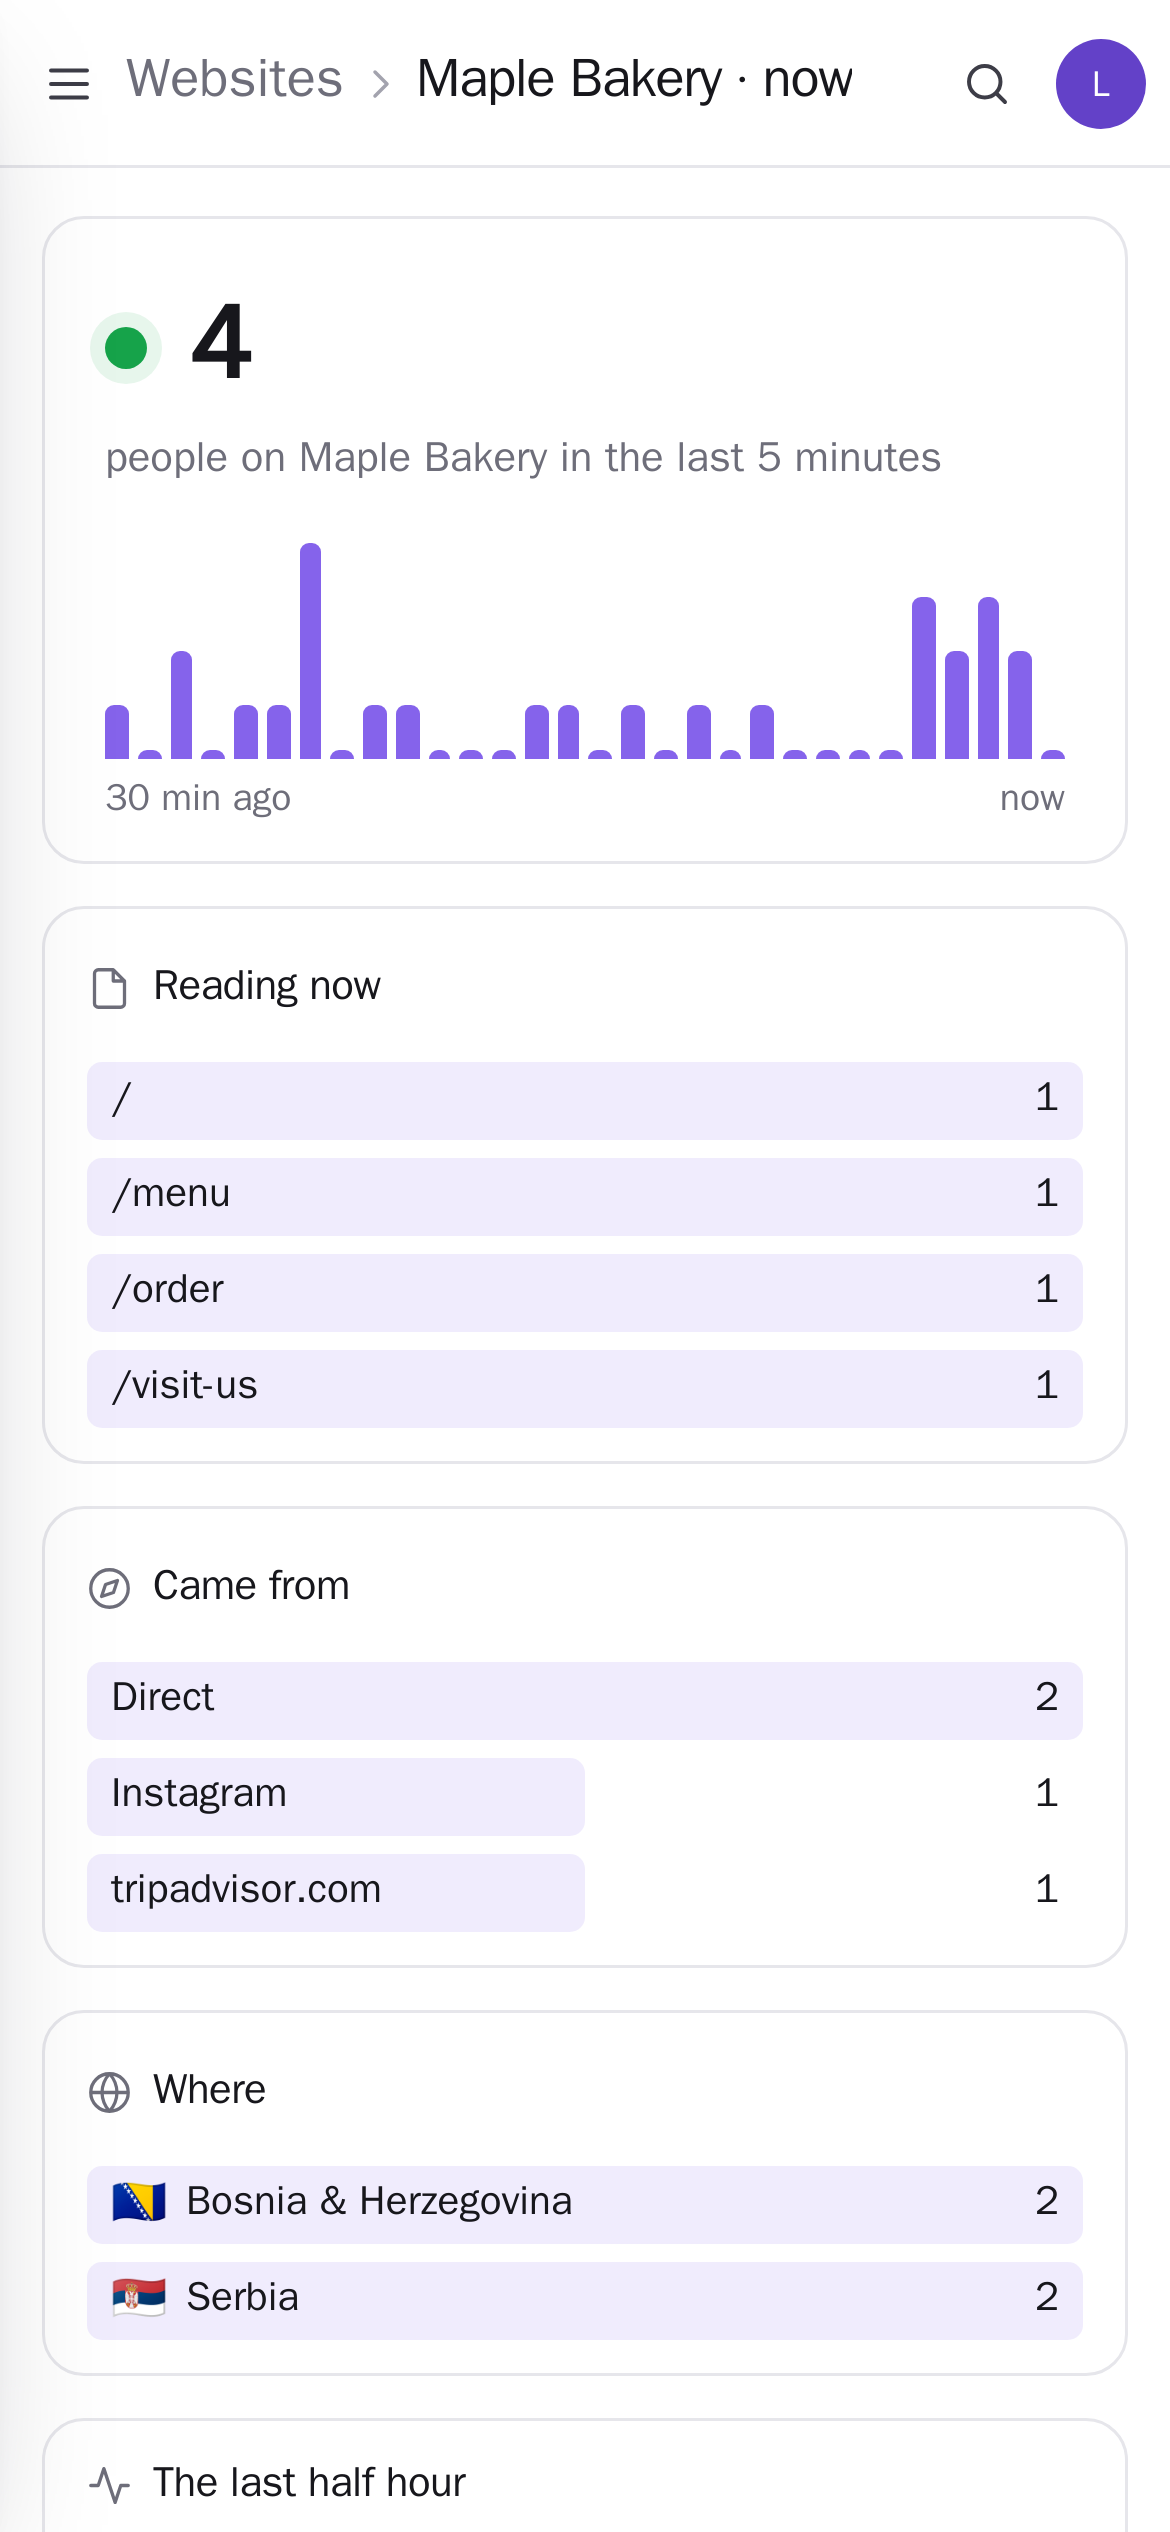 Websites > Maple Bakery · now
L
4
people on Maple Bakery in the last 5 minutes
30 min ago now
Reading now
/ 1
/menu 1
/order 1
/visit-us 1
Came from
Direct 2
Instagram 1
tripadvisor.com 1
Where
Bosnia & Herzegovina 2
Serbia 2
The last half hour